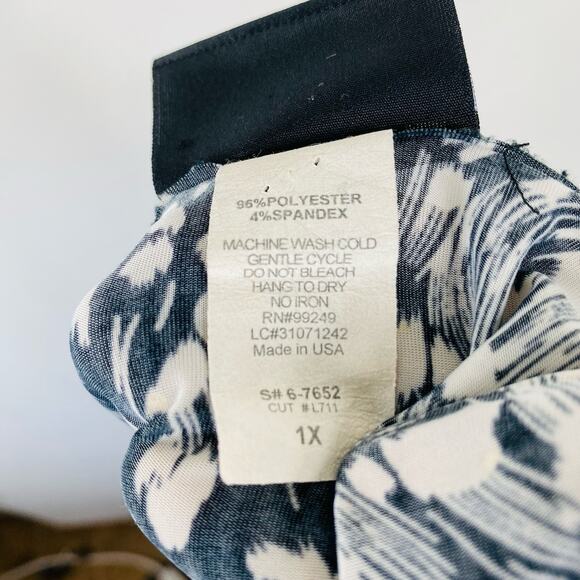 96%POLYESTER
4%SPANDEX
MACHINE WASH COLD
GENTLE CYCLE
DO NOT BLEACH
HANG TO DRY
NO IRON
RN#99249
LC#31071242
Made in USA
S# 6-7652
CUT # L711
1X